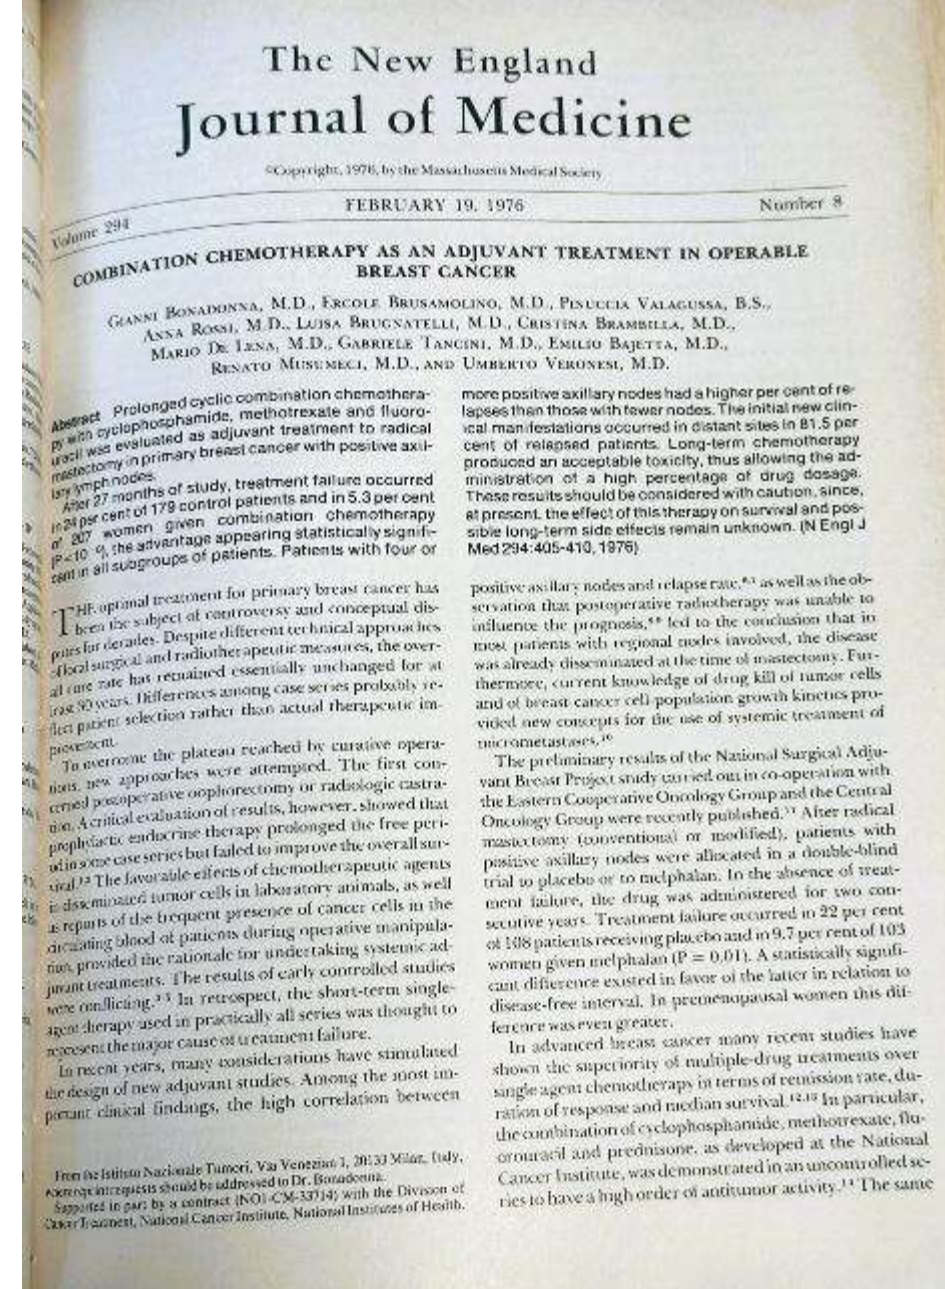 The New England
Journal of Medicine
©Copyright, 1976, by the Massachusetts Medical Society
Volume 294
FEBRUARY 19, 1976
Number 8
COMBINATION CHEMOTHERAPY AS AN ADJUVANT TREATMENT IN OPERABLE
BREAST CANCER
GIANNI BONADONNA, M.D., ERCOLE BRUSAMOLINO, M.D., PINUCCIA VALAGUSSA, B.S.,
ANNA ROSSI, M.D., LUISA BRUGNATELLI, M.D., CRISTINA BRAMBILLA, M.D.,
MARIO DE LENA, M.D., GABRIELE TANCINI, M.D., EMILIO BAJETTA, M.D.,
RENATO MUSUMECI, M.D., AND UMBERTO VERONESI, M.D.
Abstract Prolonged cyclic combination chemothera-
py with cyclophosphamide, methotrexate and fluoro-
uracil was evaluated as adjuvant treatment to radical
mastectomy in primary breast cancer with positive axil-
lary lymph nodes.
After 27 months of study, treatment failure occurred
in 24 per cent of 179 control patients and in 5.3 per cent
of 207 women given combination chemotherapy
the advantage appearing statistically signifi-
cant in all subgroups of patients. Patients with four or
more positive axillary nodes had a higher per cent of re-
lapses than those with fewer nodes. The initial new clin-
ical manifestations occurred in distant sites in 81.5 per
cent of relapsed patients. Long-term chemotherapy
produced an acceptable toxicity, thus allowing the ad-
ministration of a high percentage of drug dosage.
These results should be considered with caution, since,
at present, the effect of this therapy on survival and pos-
sible long-term side effects remain unknown. (N Engl J
Med 294:405-410, 1976)
THE optimal treatment for primary breast cancer has
been the subject of controversy and conceptual dis-
putes for decades. Despite different technical approaches
of local surgical and radiotherapeutic measures, the over-
all cure rate has remained essentially unchanged for at
least 30 years. Differences among case series probably re-
flect patient selection rather than actual therapeutic im-
provement.
To overcome the plateau reached by curative opera-
tions, new approaches were attempted. The first con-
cerned postoperative oophorectomy or radiologic castra-
tion. A critical evaluation of results, however, showed that
prophylactic endocrine therapy prolonged the free peri-
od in some case series but failed to improve the overall sur-
vival. The favorable effects of chemotherapeutic agents
in disseminated tumor cells in laboratory animals, as well
as reports of the frequent presence of cancer cells in the
circulating blood of patients during operative manipula-
tion, provided the rationale for undertaking systemic ad-
juvant treatments. The results of early controlled studies
were conflicting. In retrospect, the short-term single-
agent therapy used in practically all series was thought to
represent the major cause of treatment failure.
In recent years, many considerations have stimulated
the design of new adjuvant studies. Among the most im-
portant clinical findings, the high correlation between
From the Istituto Nazionale Tumori, Via Venezian 1, 20133 Milan, Italy,
requests should be addressed to Dr. Bonadonna.
Supported in part by a contract (NO1-CM-33714) with the Division of
Cancer Treatment, National Cancer Institute, National Institutes of Health.
positive axillary nodes and relapse rate, as well as the ob-
servation that postoperative radiotherapy was unable to
influence the prognosis, led to the conclusion that in
most patients with regional nodes involved, the disease
was already disseminated at the time of mastectomy. Fur-
thermore, current knowledge of drug kill of tumor cells
and of breast cancer cell-population growth kinetics pro-
vided new concepts for the use of systemic treatment of
micrometastases.¹⁰
The preliminary results of the National Surgical Adju-
vant Breast Project study carried out in co-operation with
the Eastern Cooperative Oncology Group and the Central
Oncology Group were recently published.¹¹ After radical
mastectomy (conventional or modified), patients with
positive axillary nodes were allocated in a double-blind
trial to placebo or to melphalan. In the absence of treat-
ment failure, the drug was administered for two con-
secutive years. Treatment failure occurred in 22 per cent
of 108 patients receiving placebo and in 9.7 per cent of 103
women given melphalan (P = 0.01). A statistically signifi-
cant difference existed in favor of the latter in relation to
disease-free interval. In premenopausal women this dif-
ference was even greater.
In advanced breast cancer many recent studies have
shown the superiority of multiple-drug treatments over
single agent chemotherapy in terms of remission rate, du-
ration of response and median survival. In particular,
the combination of cyclophosphamide, methotrexate, flu-
orouracil and prednisone, as developed at the National
Cancer Institute, was demonstrated in an uncontrolled se-
ries to have a high order of antitumor activity.¹⁴ The same